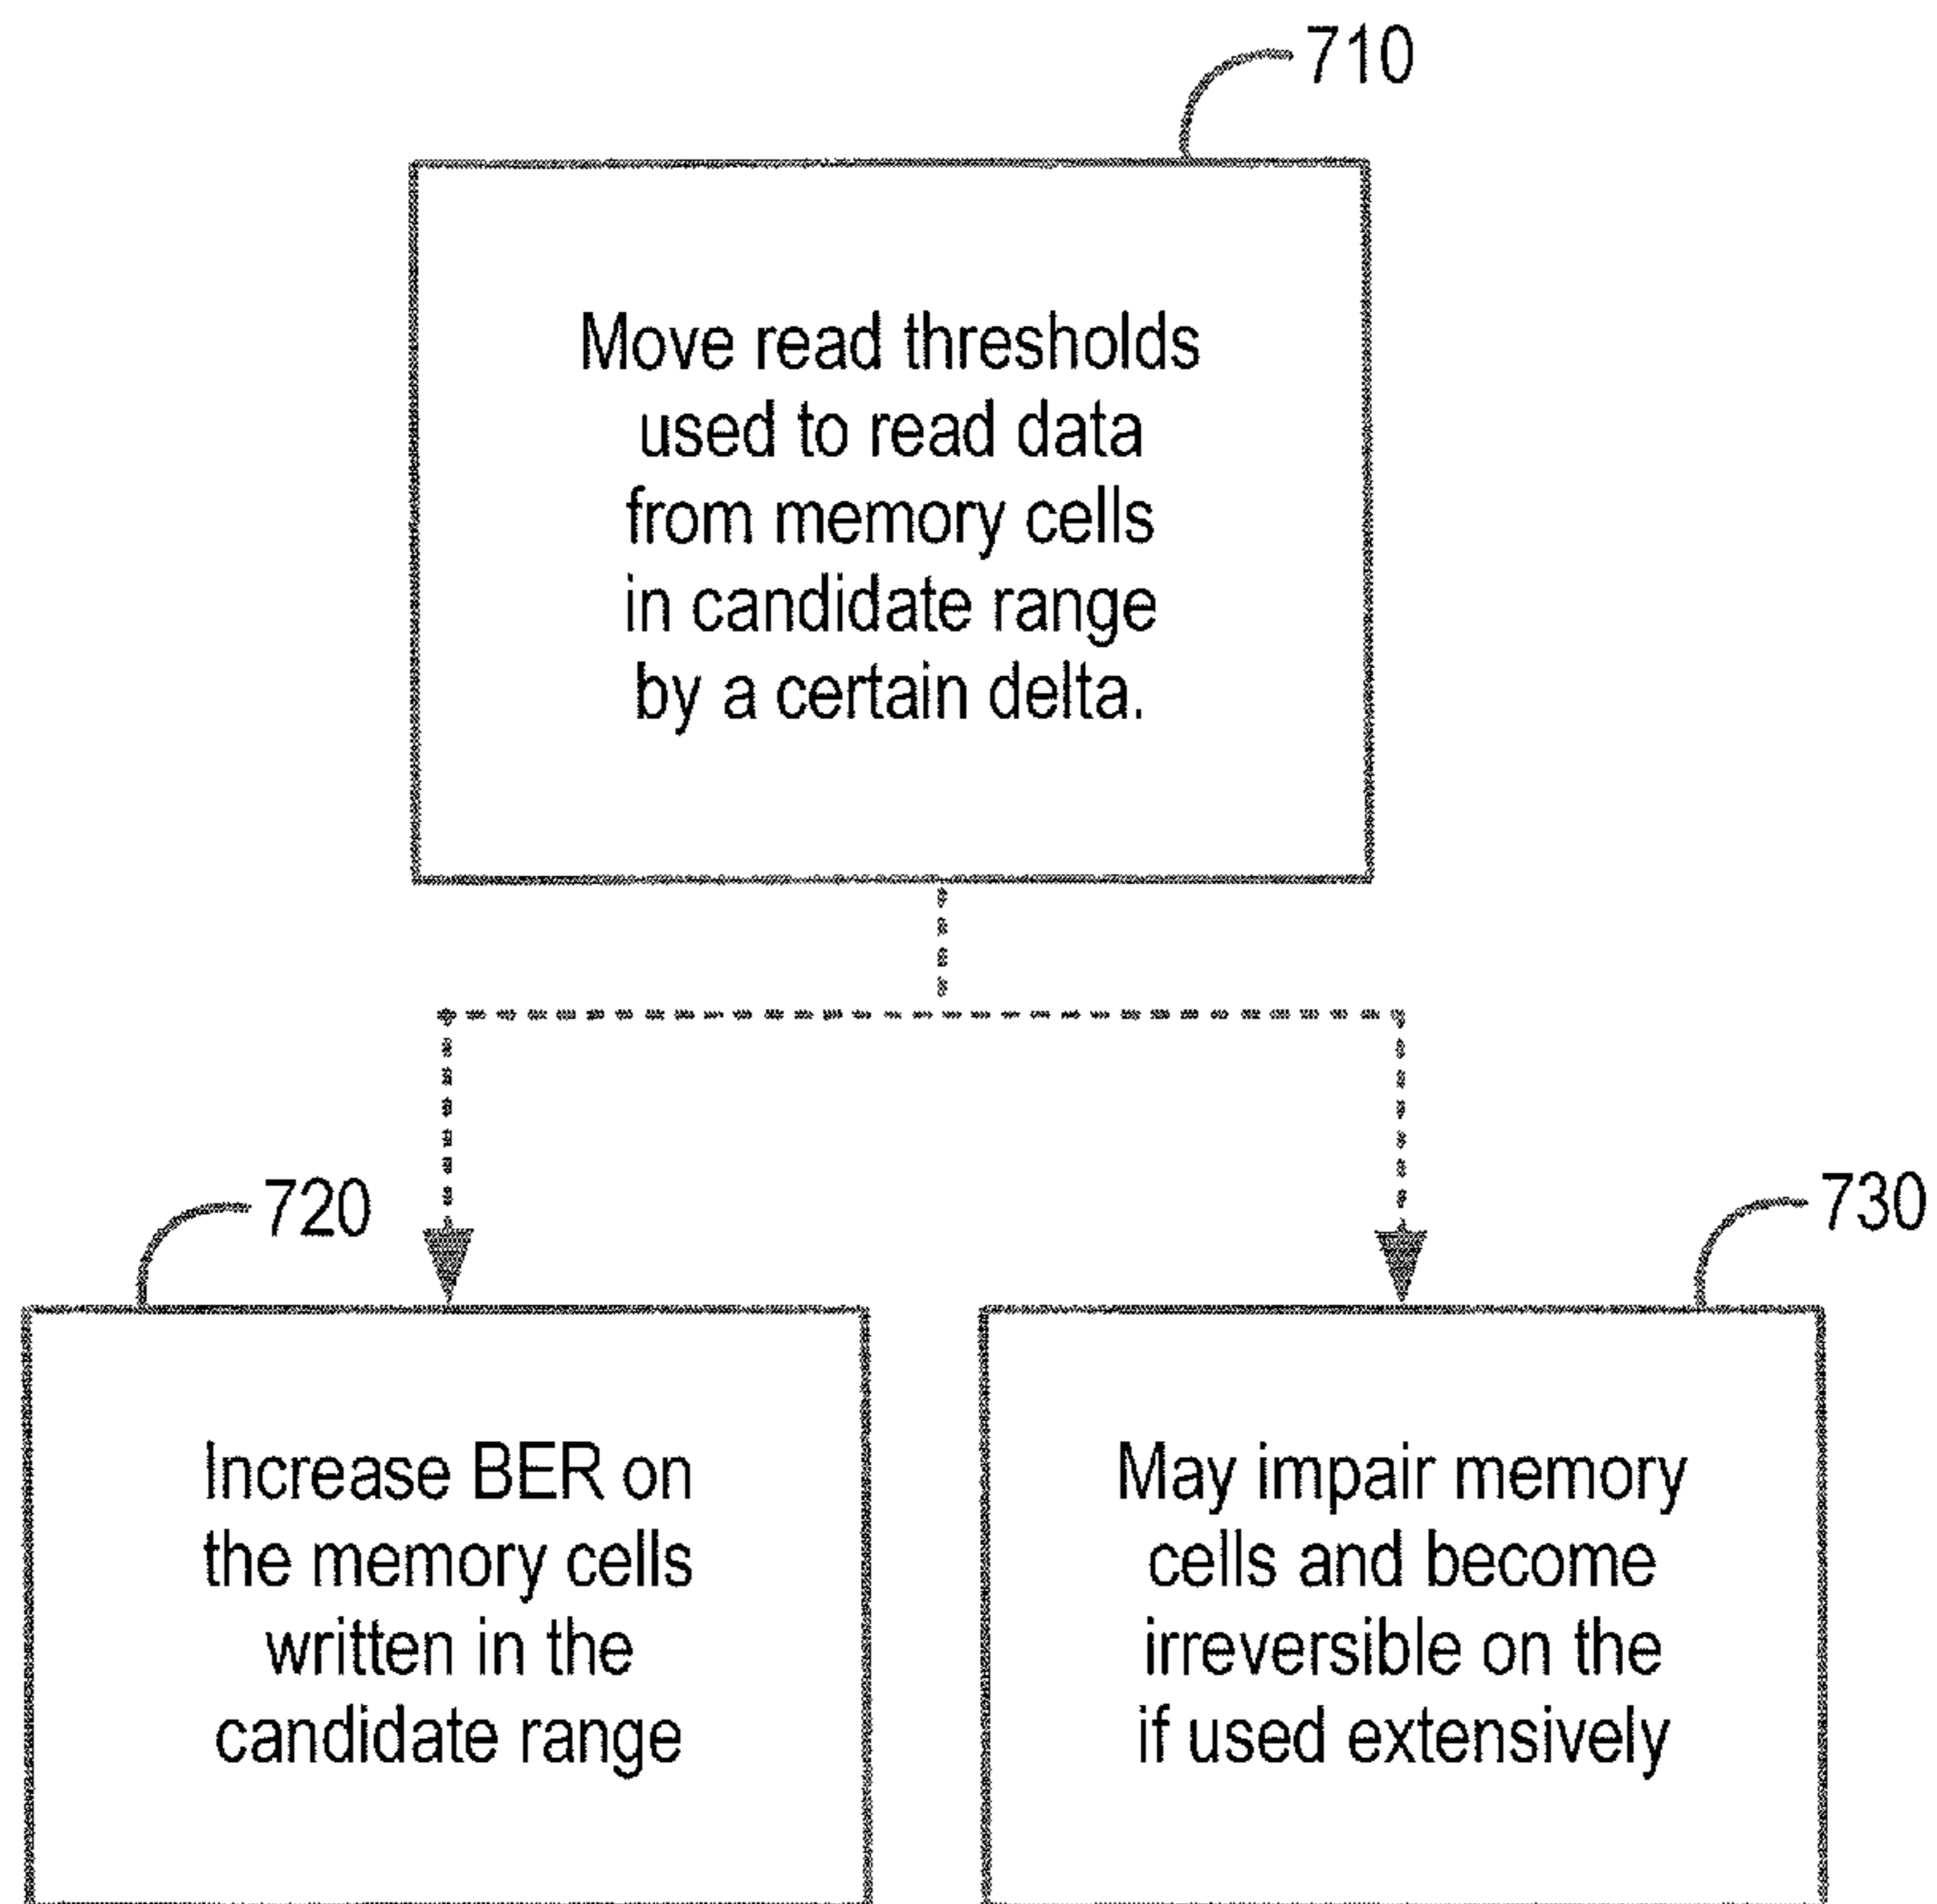 710
Move read thresholds
used to read data
from memory cells
in candidate range
by a certain delta.
720
Increase BER on
the memory cells
written in the
candidate range
730
May impair memory
cells and become
irreversible on the
if used extensively